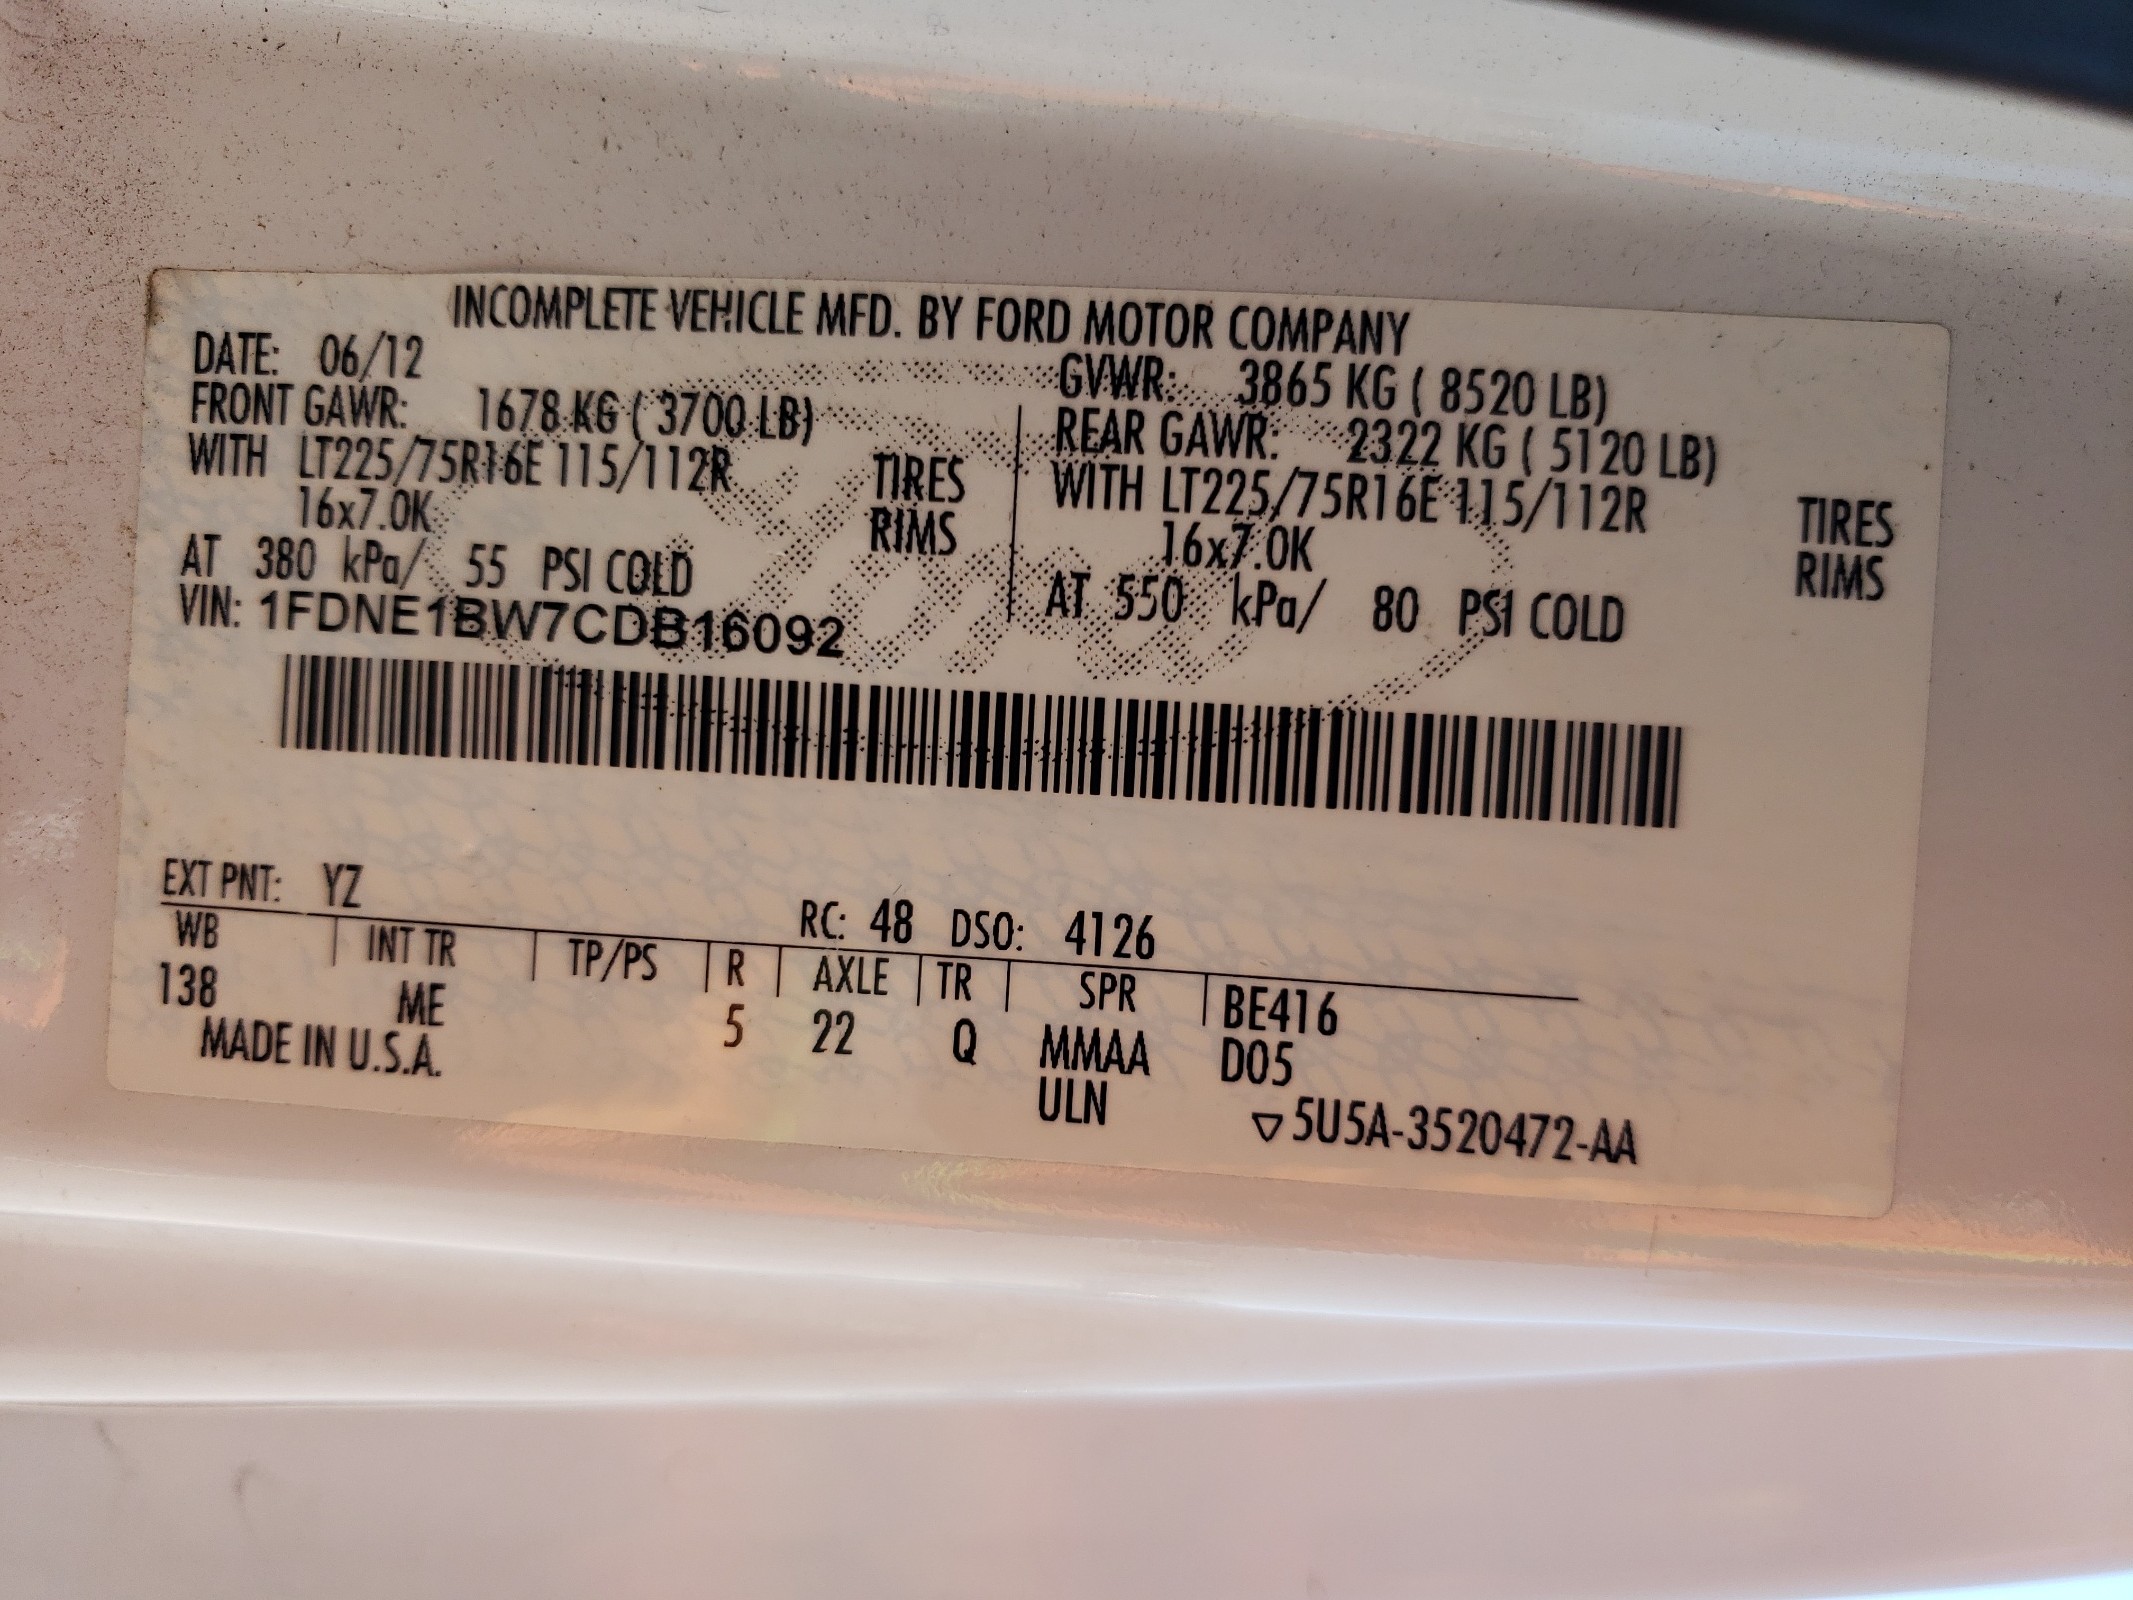 INCOMPLETE VEHICLE MFD. BY FORD MOTOR COMPANY
DATE: 06/12 GVWR: 3865 KG ( 8520 LB)
FRONT GAWR: 1678 KG ( 3700 LB) REAR GAWR: 2322 KG ( 5120 LB)
WITH LT225/75R16E 115/112R TIRES WITH LT225/75R16E 115/112R TIRES
16x7.0K RIMS 16x7.0K RIMS
AT 380 kPa/ 55 PSI COLD AT 550 kPa/ 80 PSI COLD
VIN: 1FDNE1BW7CDB16092
EXT PNT: YZ RC: 48 DSO: 4126
WB INT TR TP/PS R AXLE TR SPR BE416
138 ME 5 22 Q MMAA D05
MADE IN U.S.A. ULN ▽5U5A-3520472-AA